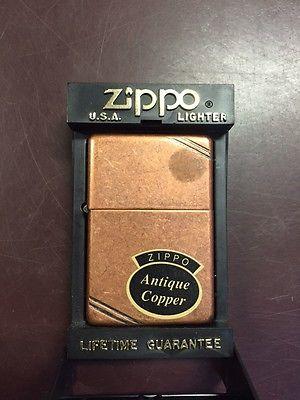 zippo®
U.S.A. LIGHTER
ZIPPO
Antique
Copper
LIFETIME GUARANTEE